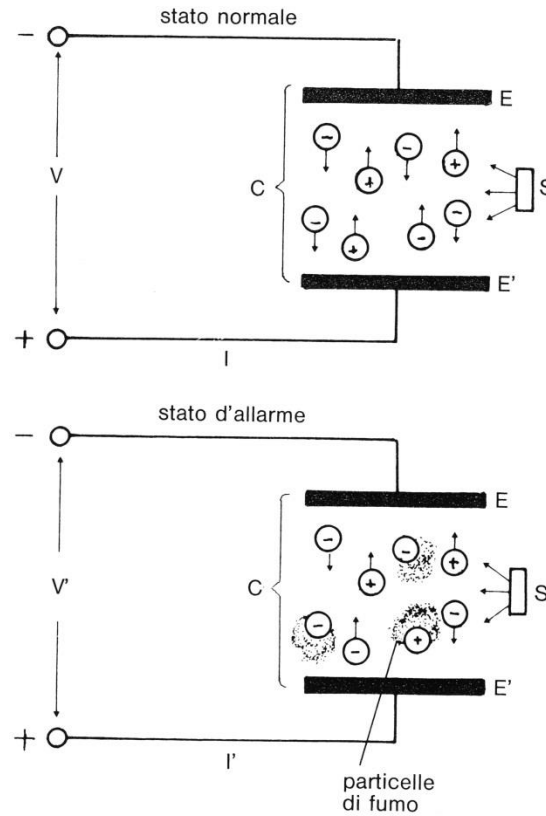 stato normale
−
E
V
C
S
E'
+
I
stato d'allarme
−
E
V'
C
S
E'
+
I'
particelle
di fumo